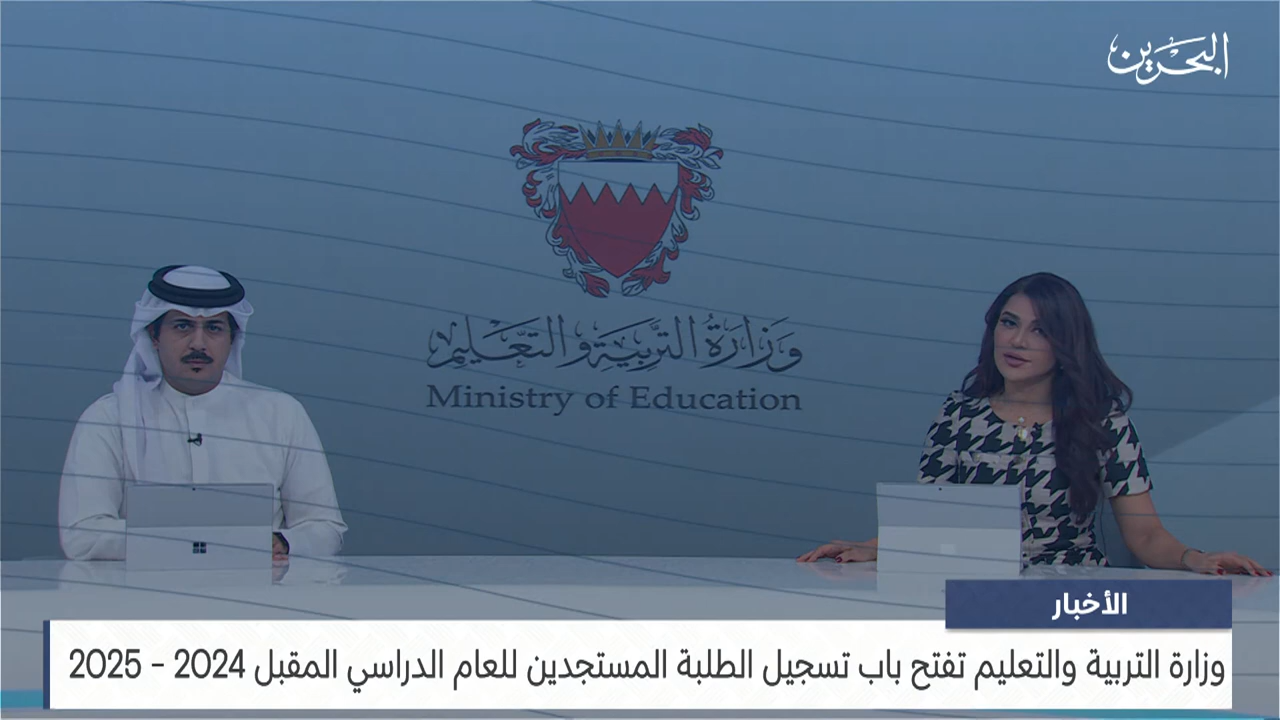 البحرين
وزارة التربية والتعليم
Ministry of Education
الأخبار
وزارة التربية والتعليم تفتح باب تسجيل الطلبة المستجدين للعام الدراسي المقبل 2024 - 2025